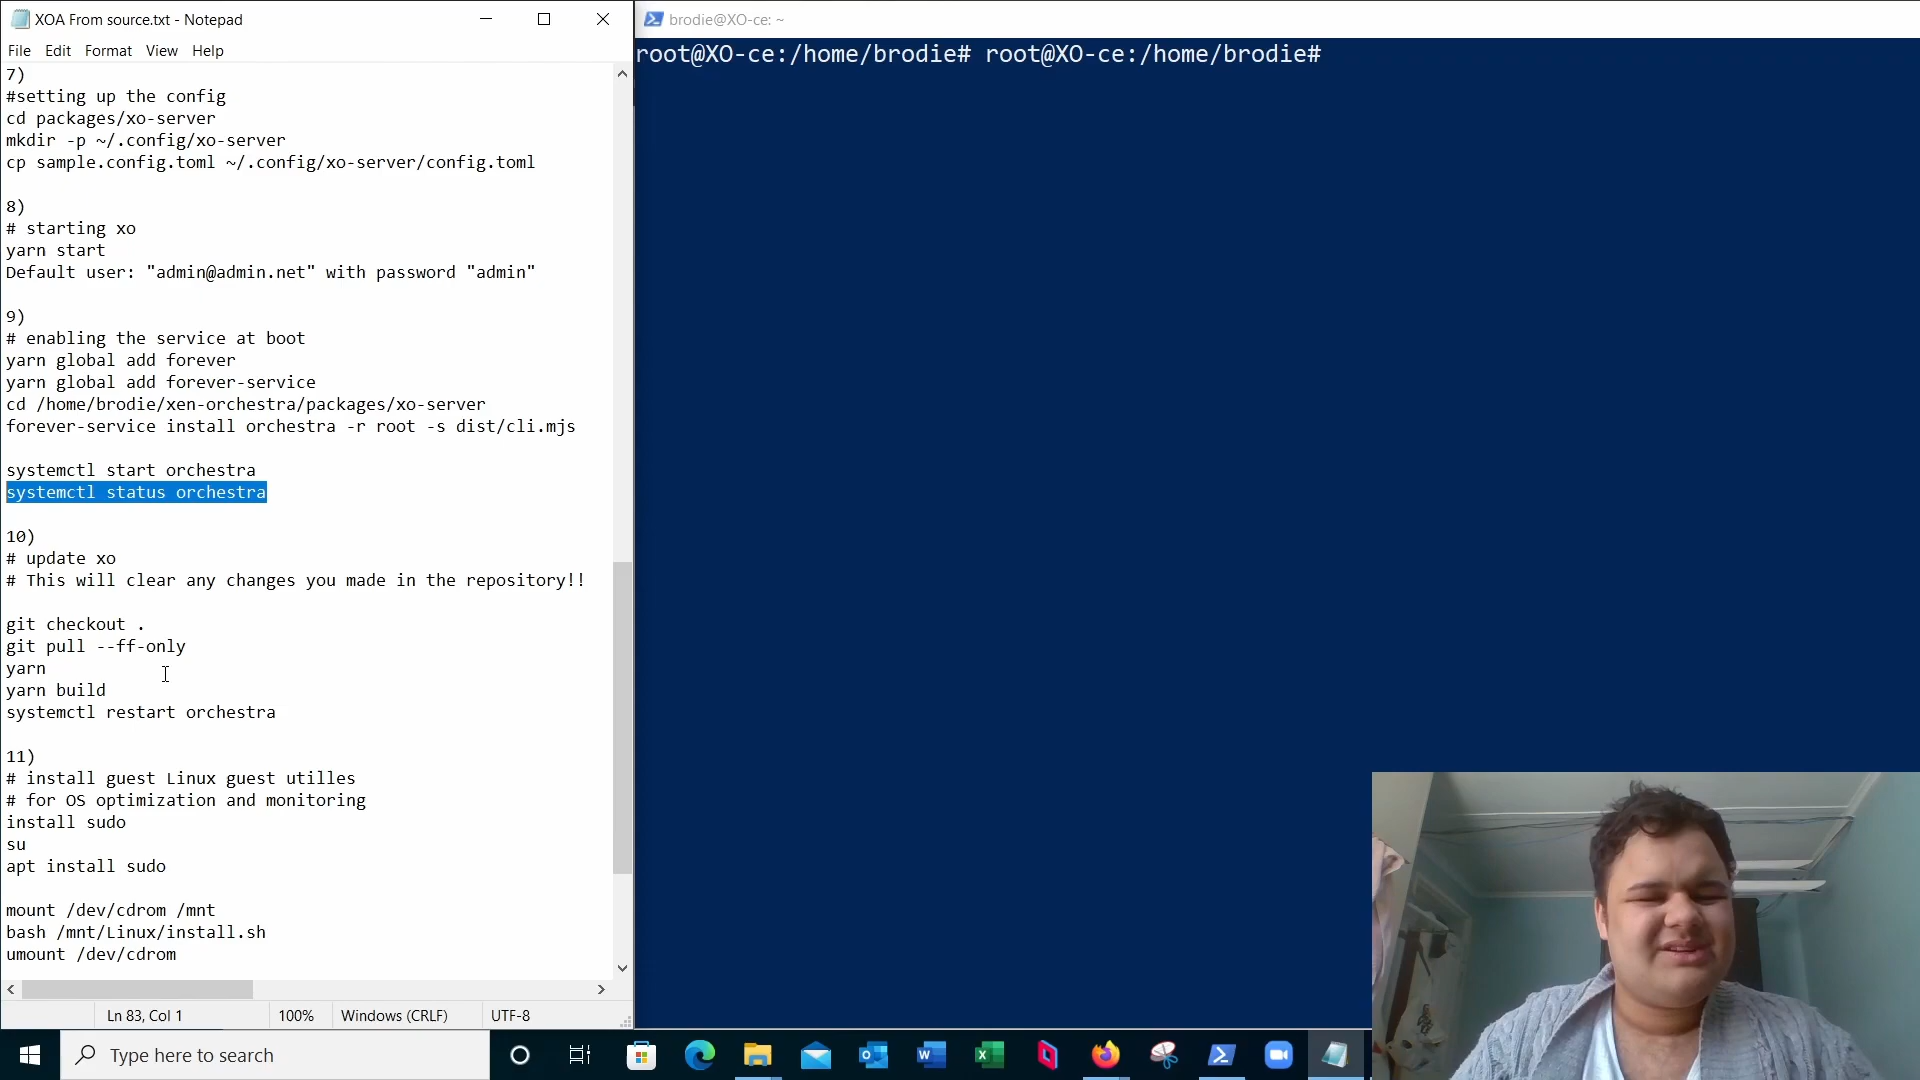 XOA From source.txt - Notepad
File Edit Format View Help
7)
#setting up the config
cd packages/xo-server
mkdir -p ~/.config/xo-server
cp sample.config.toml ~/.config/xo-server/config.toml
8)
# starting xo
yarn start
Default user: "admin@admin.net" with password "admin"
9)
# enabling the service at boot
yarn global add forever
yarn global add forever-service
cd /home/brodie/xen-orchestra/packages/xo-server
forever-service install orchestra -r root -s dist/cli.mjs
systemctl start orchestra
systemctl status orchestra
10)
# update xo
# This will clear any changes you made in the repository!!
git checkout .
git pull --ff-only
yarn
yarn build
systemctl restart orchestra
11)
# install guest Linux guest utilles
# for OS optimization and monitoring
install sudo
su
apt install sudo
mount /dev/cdrom /mnt
bash /mnt/Linux/install.sh
umount /dev/cdrom
Ln 83, Col 1 100% Windows (CRLF) UTF-8
brodie@XO-ce: ~
root@XO-ce:/home/brodie# root@XO-ce:/home/brodie#
Type here to search